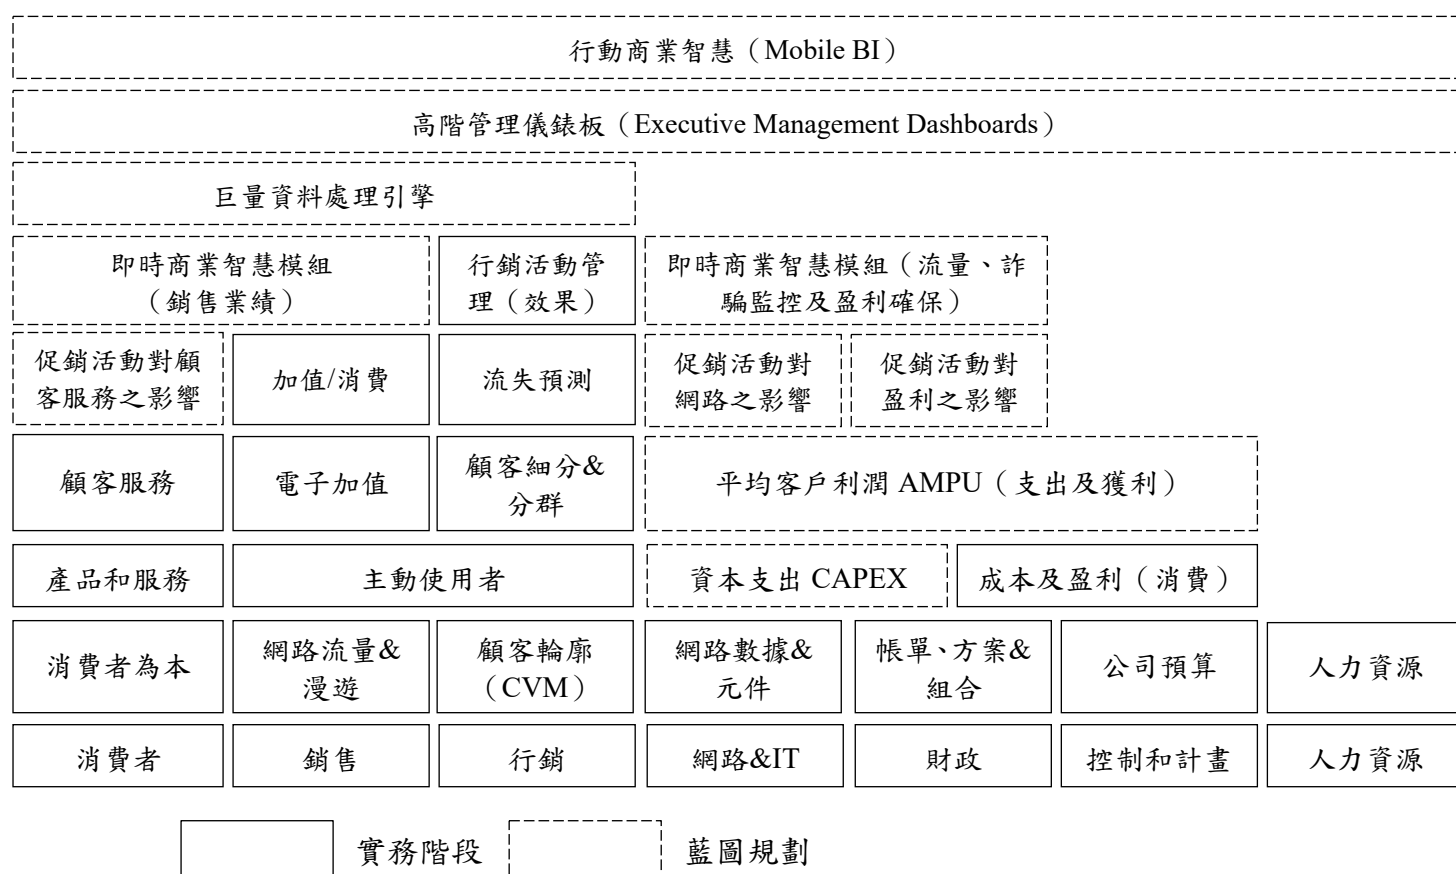 行動商業智慧（Mobile BI）
高階管理儀錶板（Executive Management Dashboards）
巨量資料處理引擎
即時商業智慧模組
（銷售業績）
行銷活動管
理（效果）
即時商業智慧模組（流量、詐
騙監控及盈利確保）
促銷活動對顧
客服務之影響
加值/消費
流失預測
促銷活動對
網路之影響
促銷活動對
盈利之影響
顧客服務
電子加值
顧客細分&
分群
平均客戶利潤 AMPU（支出及獲利）
產品和服務
主動使用者
資本支出 CAPEX
成本及盈利（消費）
消費者為本
網路流量&
漫遊
顧客輪廓
（CVM）
網路數據&
元件
帳單、方案&
組合
公司預算
人力資源
消費者
銷售
行銷
網路&IT
財政
控制和計畫
人力資源
實務階段
藍圖規劃